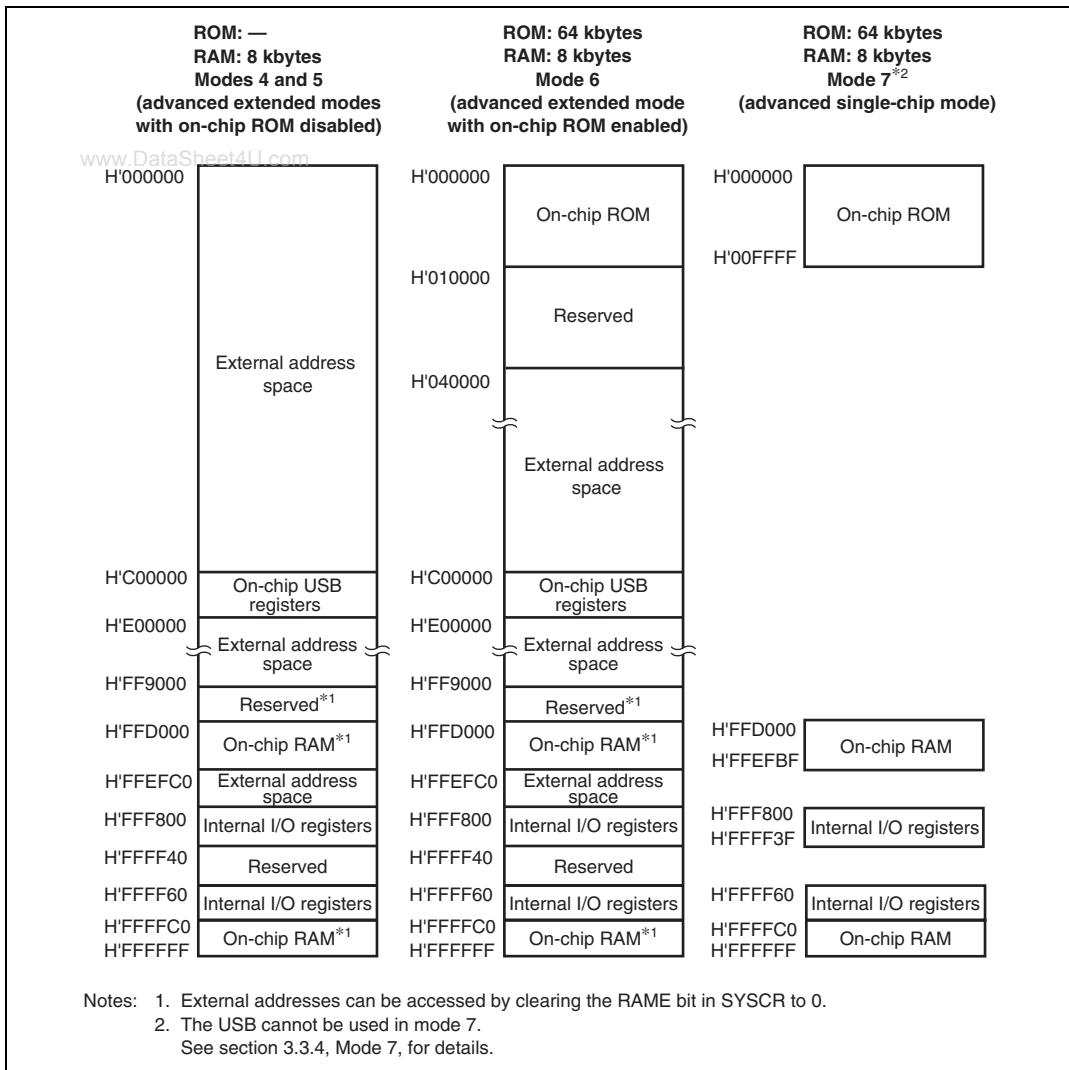 ROM: —
RAM: 8 kbytes
Modes 4 and 5
(advanced extended modes
with on-chip ROM disabled)
ROM: 64 kbytes
RAM: 8 kbytes
Mode 6
(advanced extended mode
with on-chip ROM enabled)
ROM: 64 kbytes
RAM: 8 kbytes
Mode 7*2
(advanced single-chip mode)
www.DataSheet4U.com
H'000000
External address
space
H'C00000
On-chip USB
registers
H'E00000
External address
space
H'FF9000
Reserved*1
H'FFD000
On-chip RAM*1
H'FFEFC0
External address
space
H'FFF800
Internal I/O registers
H'FFFF40
Reserved
H'FFFF60
Internal I/O registers
H'FFFFC0
On-chip RAM*1
H'FFFFFF
H'000000
On-chip ROM
H'010000
Reserved
H'040000
External address
space
H'C00000
On-chip USB
registers
H'E00000
External address
space
H'FF9000
Reserved*1
H'FFD000
On-chip RAM*1
H'FFEFC0
External address
space
H'FFF800
Internal I/O registers
H'FFFF40
Reserved
H'FFFF60
Internal I/O registers
H'FFFFC0
On-chip RAM*1
H'FFFFFF
H'000000
On-chip ROM
H'00FFFF
H'FFD000
On-chip RAM
H'FFEFBF
H'FFF800
Internal I/O registers
H'FFFF3F
H'FFFF60
Internal I/O registers
H'FFFFC0
On-chip RAM
H'FFFFFF
Notes: 1. External addresses can be accessed by clearing the RAME bit in SYSCR to 0.
2. The USB cannot be used in mode 7.
See section 3.3.4, Mode 7, for details.